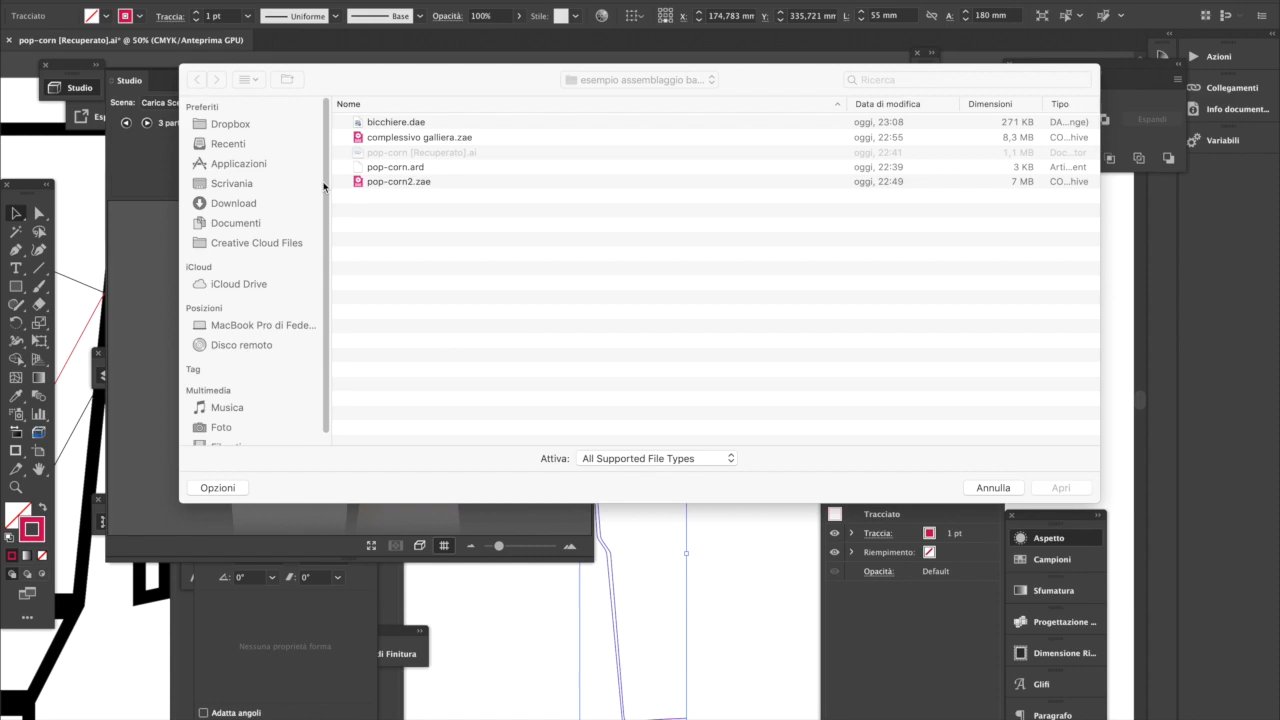 Tracciato
Traccia: 1 pt Uniforme Base Opacità: 100% Stile: X: 174,783 mm Y: 335,721 mm L: 55 mm A: 180 mm
pop-corn [Recuperato].ai* @ 50% (CMYK/Anteprima GPU)
Studio
Studio
Scena: Carica Sce
3 part
Esp
esempio assemblaggio ba...
Ricerca
Preferiti
Dropbox
Recenti
Applicazioni
Scrivania
Download
Documenti
Creative Cloud Files
iCloud
iCloud Drive
Posizioni
MacBook Pro di Fede...
Disco remoto
Tag
Multimedia
Musica
Foto
Nome Data di modifica Dimensioni Tipo
bicchiere.dae oggi, 23:08 271 KB DA...nge)
complessivo galliera.zae oggi, 22:55 8,3 MB CO...hive
pop-corn [Recuperato].ai oggi, 22:41 1,1 MB Doc...tor
pop-corn.ard oggi, 22:39 3 KB Arti...ent
pop-corn2.zae oggi, 22:49 7 MB CO...hive
Attiva: All Supported File Types
Opzioni
Annulla
Apri
Azioni
Collegamenti
Info document...
Variabili
Espandi
Tracciato
Traccia: 1 pt
Riempimento:
Opacità: Default
Aspetto
Campioni
Sfumatura
Progettazione ...
Dimensione Ri...
Glifi
Paragrafo
0° 0°
Nessuna proprietà forma
di Finitura
Adatta angoli